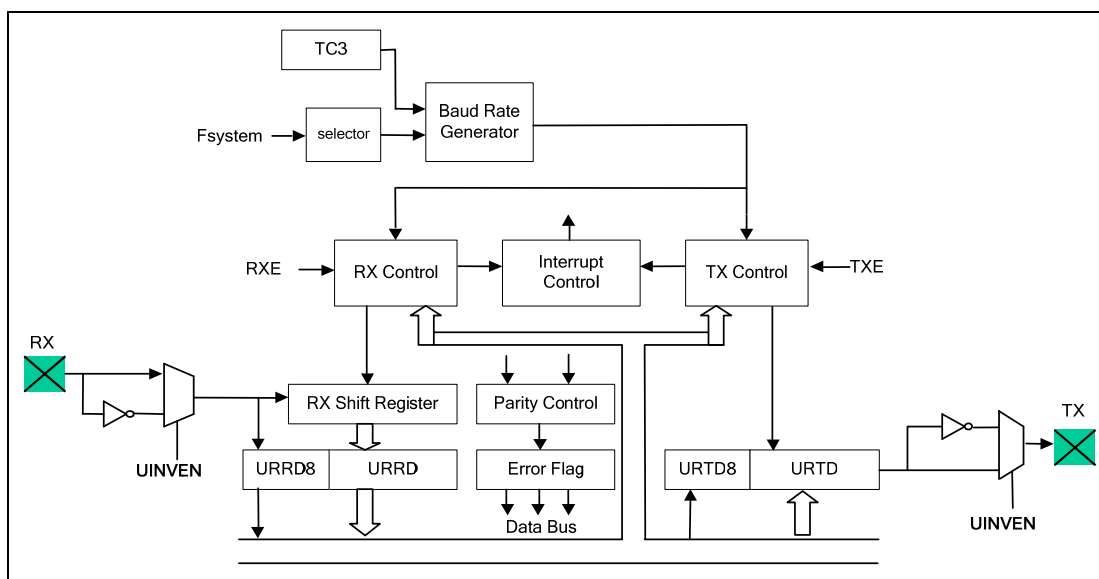 TC3
Baud Rate
Generator
Fsystem
selector
RXE
RX Control
Interrupt
Control
TX Control
TXE
RX
RX Shift Register
Parity Control
TX
UINVEN
URRD8
URRD
Error Flag
URTD8
URTD
Data Bus
UINVEN